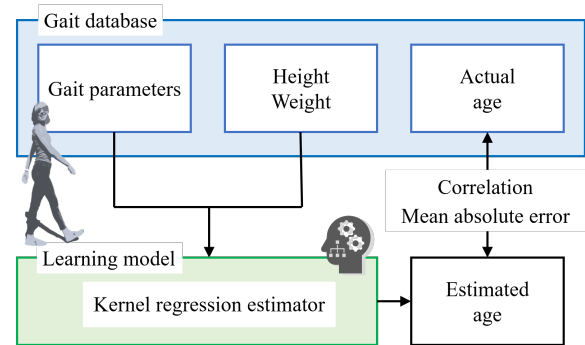 Gait database
Gait parameters
Height
Weight
Actual
age
Correlation
Mean absolute error
Learning model
Kernel regression estimator
Estimated
age